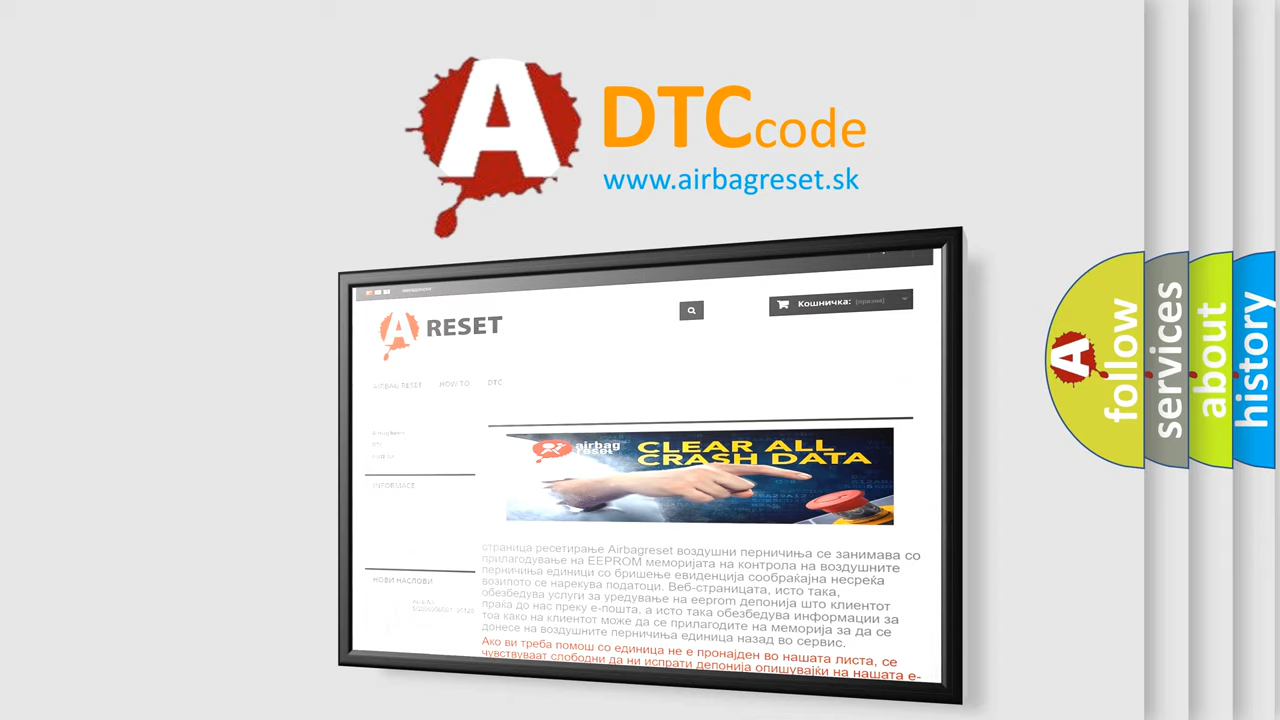 A
DTC code
www.airbagreset.sk
A RESET
Кошничка: (празна)
AIRBAG RESET HOW TO DTC
INFORMACE
НОВИ НАСЛОВИ
airbag
reset
CLEAR ALL
CRASH DATA
страница ресетирање Airbagreset воздушни перничиња се занимава со
прилагодување на EEPROM меморијата на контрола на воздушните
перничиња единици со бришење евиденција сообраќајна несреќа
возилото се нарекува податоци. Веб-страницата, исто така,
обезбедува услуги за уредување на eeprom депонија што клиентот
праќа до нас преку е-пошта, а исто така обезбедува информации за
тоа како на клиентот може да се прилагодите на меморија за да се
донесе на воздушните перничиња единица назад во сервис.
Ако ви треба помош со единица не е пронајден во нашата листа, се
чувствуваат слободни да ни испрати депонија опишувајќи на нашата е-
A
follow
services
about
history